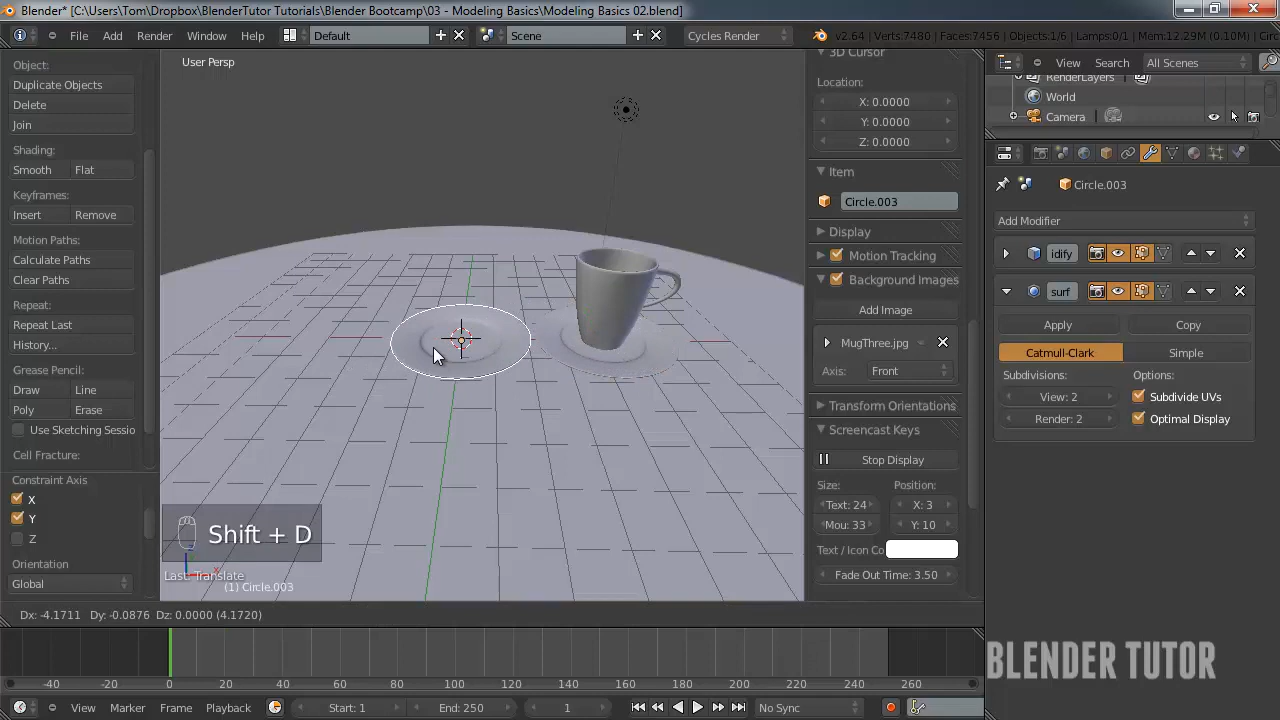 Blender* [C:\Users\Tom\Dropbox\BlenderTutor Tutorials\Blender Bootcamp\03 - Modeling Basics\Modeling Basics 02.blend]
File Add Render Window Help Default Scene Cycles Render v2.64 | Verts:7480 | Faces:7456 | Objects:1/6 | Lamps:0/1 | Mem:12.29M (0.10M) | Circ
Object:
Duplicate Objects
Delete
Join
Shading:
Smooth Flat
Keyframes:
Insert Remove
Motion Paths:
Calculate Paths
Clear Paths
Repeat:
Repeat Last
History...
Grease Pencil:
Draw Line
Poly Erase
Use Sketching Sessio
Cell Fracture:
Constraint Axis
X
Y
Z
Orientation
Global
User Persp
Shift + D
Last: Translate
x
(1) Circle.003
Dx: -4.1711 Dy: -0.0876 Dz: 0.0000 (4.1720)
3D Cursor
Location:
X: 0.0000
Y: 0.0000
Z: 0.0000
Item
Circle.003
Display
Motion Tracking
Background Images
Add Image
MugThree.jpg
Axis: Front
Transform Orientations
Screencast Keys
Stop Display
Size: Position:
Text: 24 X: 3
Mou: 33 Y: 10
Text / Icon Co
Fade Out Time: 3.50
View Search All Scenes
RenderLayers
World
Camera
Circle.003
Add Modifier
idify
surf
Apply Copy
Catmull-Clark Simple
Subdivisions: Options:
View: 2 Subdivide UVs
Render: 2 Optimal Display
-40 -20 0 20 40 60 80 100 120 140 160 180 200 220 240 260
View Marker Frame Playback Start: 1 End: 250 1 No Sync
BLENDER TUTOR